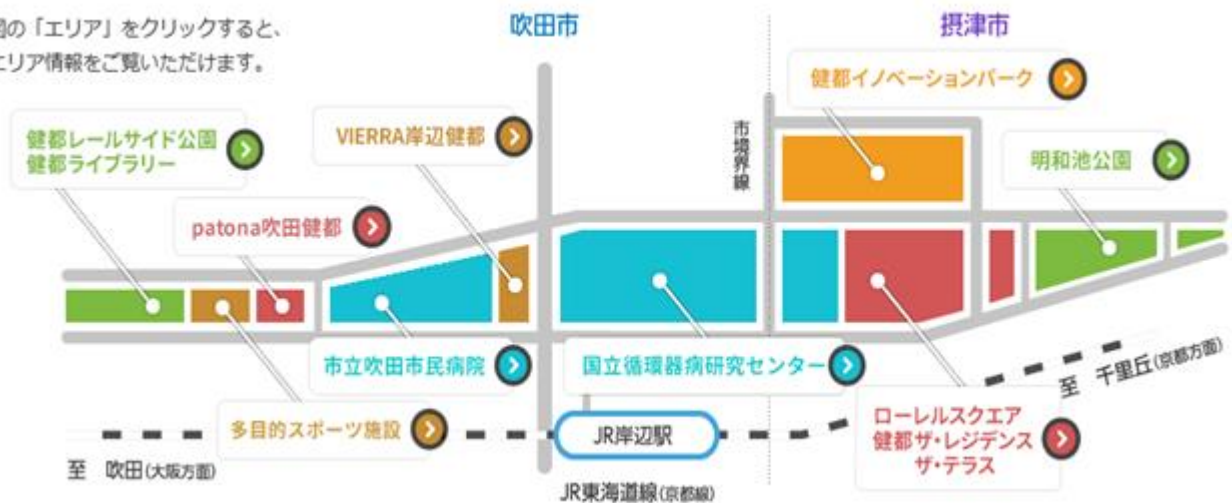 図の「エリア」をクリックすると、
エリア情報をご覧いただけます。
吹田市
摂津市
健都イノベーションパーク
健都レールサイド公園
健都ライブラリー
VIERRA岸辺健都
市境界線
明和池公園
patona吹田健都
市立吹田市民病院
国立循環器病研究センター
多目的スポーツ施設
JR岸辺駅
ローレルスクエア
健都ザ・レジデンス
ザ・テラス
至 千里丘(京都方面)
至 吹田(大阪方面)
JR東海道線(京都線)